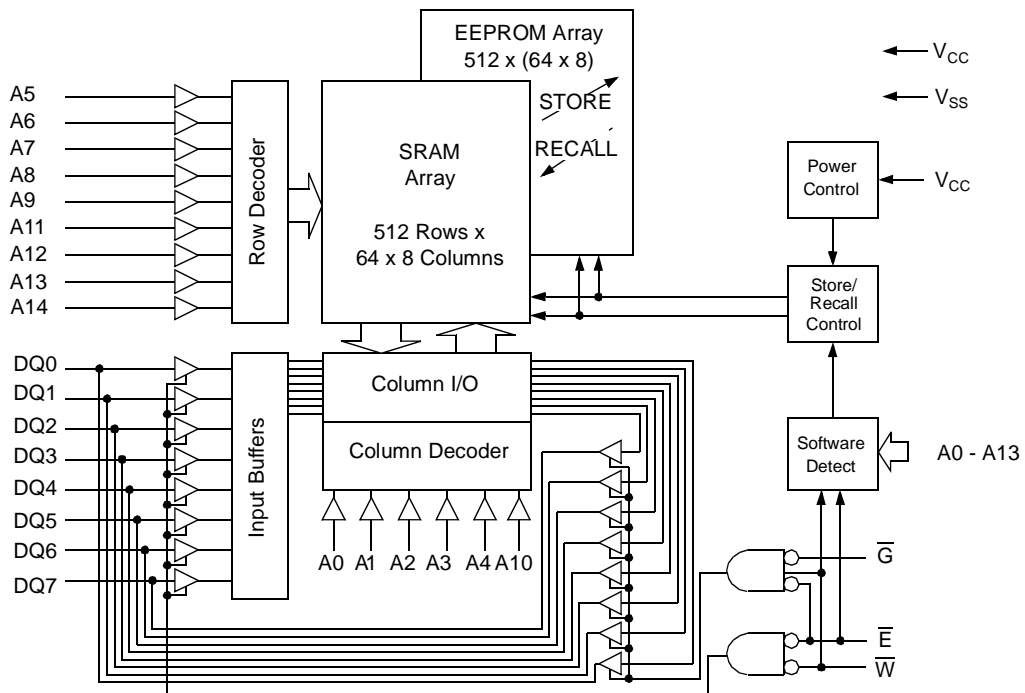 EEPROM Array
512 x (64 x 8)
STORE
RECALL
SRAM
Array
512 Rows x
64 x 8 Columns
A5
A6
A7
A8
A9
A11
A12
A13
A14
Row Decoder
VCC
VSS
Power
Control
VCC
Store/
Recall
Control
Software
Detect
A0 - A13
DQ0
DQ1
DQ2
DQ3
DQ4
DQ5
DQ6
DQ7
Input Buffers
Column I/O
Column Decoder
A0 A1 A2 A3 A4 A10
G̅
E̅
W̅